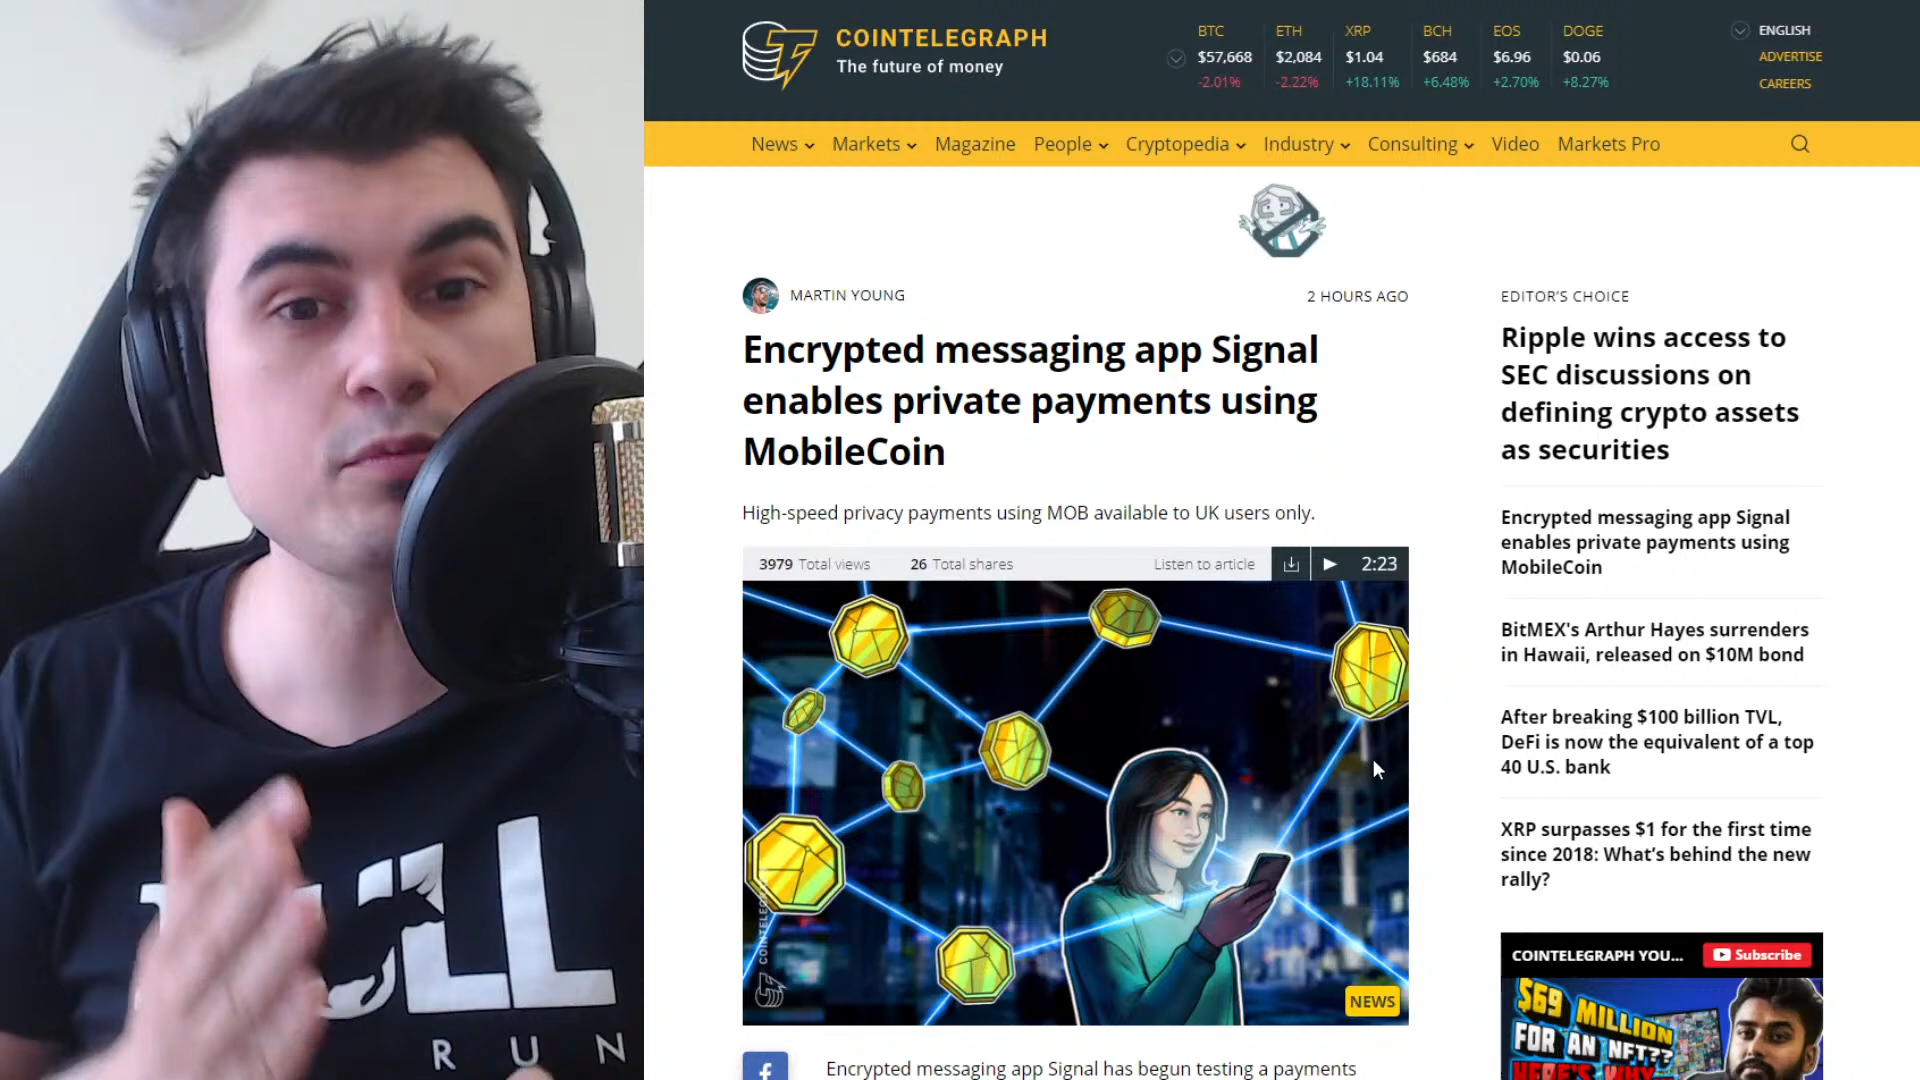 COINTELEGRAPH
The future of money
BTC
$57,668
-2.01%
ETH
$2,084
-2.22%
XRP
$1.04
+18.11%
BCH
$684
+6.48%
EOS
$6.96
+2.70%
DOGE
$0.06
+8.27%
ENGLISH
ADVERTISE
CAREERS
News Markets Magazine People Cryptopedia Industry Consulting Video Markets Pro
MARTIN YOUNG
2 HOURS AGO
Encrypted messaging app Signal
enables private payments using
MobileCoin
High-speed privacy payments using MOB available to UK users only.
3979 Total views 26 Total shares Listen to article 2:23
COINTELEGRAPH
NEWS
Encrypted messaging app Signal has begun testing a payments
EDITOR'S CHOICE
Ripple wins access to
SEC discussions on
defining crypto assets
as securities
Encrypted messaging app Signal
enables private payments using
MobileCoin
BitMEX's Arthur Hayes surrenders
in Hawaii, released on $10M bond
After breaking $100 billion TVL,
DeFi is now the equivalent of a top
40 U.S. bank
XRP surpasses $1 for the first time
since 2018: What's behind the new
rally?
COINTELEGRAPH YOU...
Subscribe
$69 MILLION
FOR AN NFT??
HERE'S WHY...
RUN